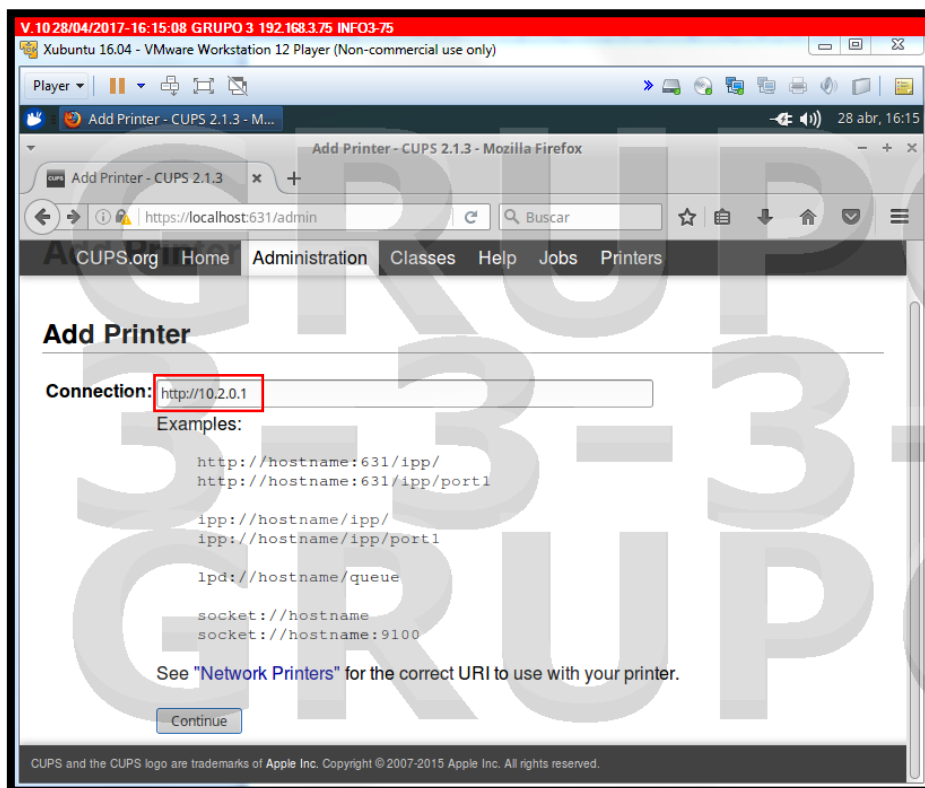 V.10 28/04/2017-16:15:08 GRUPO 3 192.168.3.75 INFO3-75
Xubuntu 16.04 - VMware Workstation 12 Player (Non-commercial use only)
Player
Add Printer - CUPS 2.1.3 - M...
28 abr, 16:15
Add Printer - CUPS 2.1.3 - Mozilla Firefox
Add Printer - CUPS 2.1.3
https://localhost:631/admin
Buscar
Add Printer
CUPS.org Home Administration Classes Help Jobs Printers
Add Printer
Connection: http://10.2.0.1
Examples:
http://hostname:631/ipp/
http://hostname:631/ipp/port1
ipp://hostname/ipp/
ipp://hostname/ipp/port1
lpd://hostname/queue
socket://hostname
socket://hostname:9100
See "Network Printers" for the correct URI to use with your printer.
Continue
CUPS and the CUPS logo are trademarks of Apple Inc. Copyright © 2007-2015 Apple Inc. All rights reserved.
GRUPO
3-3-3-
GRUPO